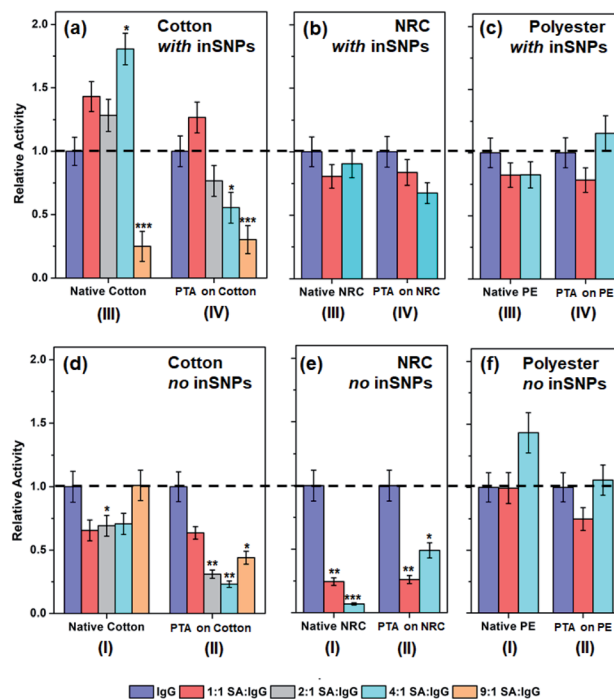 (a) Cotton
with inSNPs
(b) NRC
with inSNPs
(c) Polyester
with inSNPs
Relative Activity
2.0
1.5
1.0
0.5
0.0
*
***
*
***
Native Cotton PTA on Cotton
(III) (IV)
Native NRC PTA on NRC
(III) (IV)
Native PE PTA on PE
(III) (IV)
(d) Cotton
no inSNPs
(e) NRC
no inSNPs
(f) Polyester
no inSNPs
Relative Activity
2.0
1.5
1.0
0.5
0.0
*
**
**
*
**
***
**
*
Native Cotton PTA on Cotton
(I) (II)
Native NRC PTA on NRC
(I) (II)
Native PE PTA on PE
(I) (II)
IgG 1:1 SA:IgG 2:1 SA:IgG 4:1 SA:IgG 9:1 SA:IgG